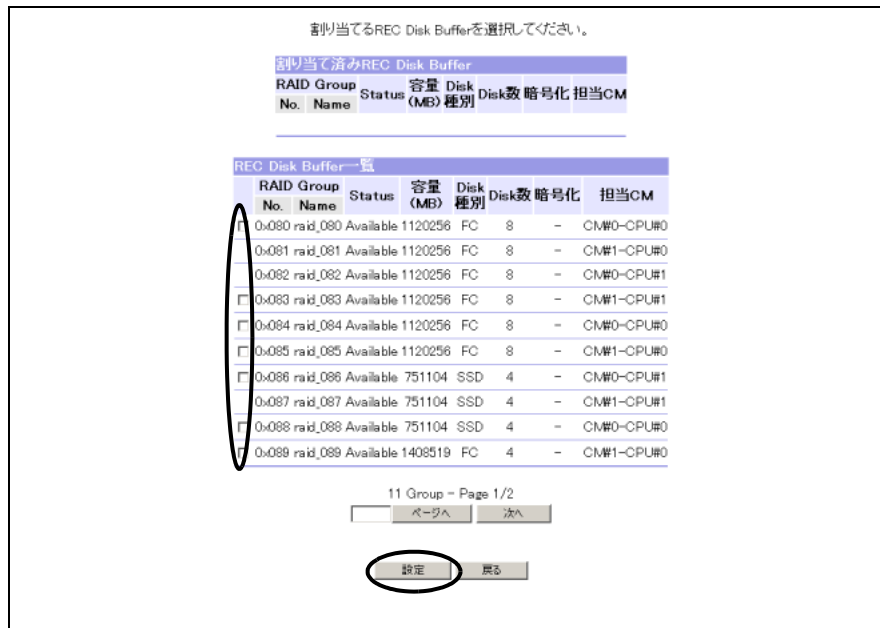 割り当てるREC Disk Bufferを選択してください。
割り当て済みREC Disk Buffer
RAID Group Status 容量(MB) Disk種別 Disk数 暗号化 担当CM
No. Name
REC Disk Buffer一覧
RAID Group Status 容量(MB) Disk種別 Disk数 暗号化 担当CM
No. Name
0x080 raid_080 Available 1120256 FC 8 - CM#0-CPU#0
0x081 raid_081 Available 1120256 FC 8 - CM#1-CPU#0
0x082 raid_082 Available 1120256 FC 8 - CM#0-CPU#1
0x083 raid_083 Available 1120256 FC 8 - CM#1-CPU#1
0x084 raid_084 Available 1120256 FC 8 - CM#0-CPU#0
0x085 raid_085 Available 1120256 FC 8 - CM#1-CPU#0
0x086 raid_086 Available 751104 SSD 4 - CM#0-CPU#1
0x087 raid_087 Available 751104 SSD 4 - CM#1-CPU#1
0x088 raid_088 Available 751104 SSD 4 - CM#0-CPU#0
0x089 raid_089 Available 1408519 FC 4 - CM#1-CPU#0
11 Group - Page 1/2
ページへ 次へ
設定 戻る